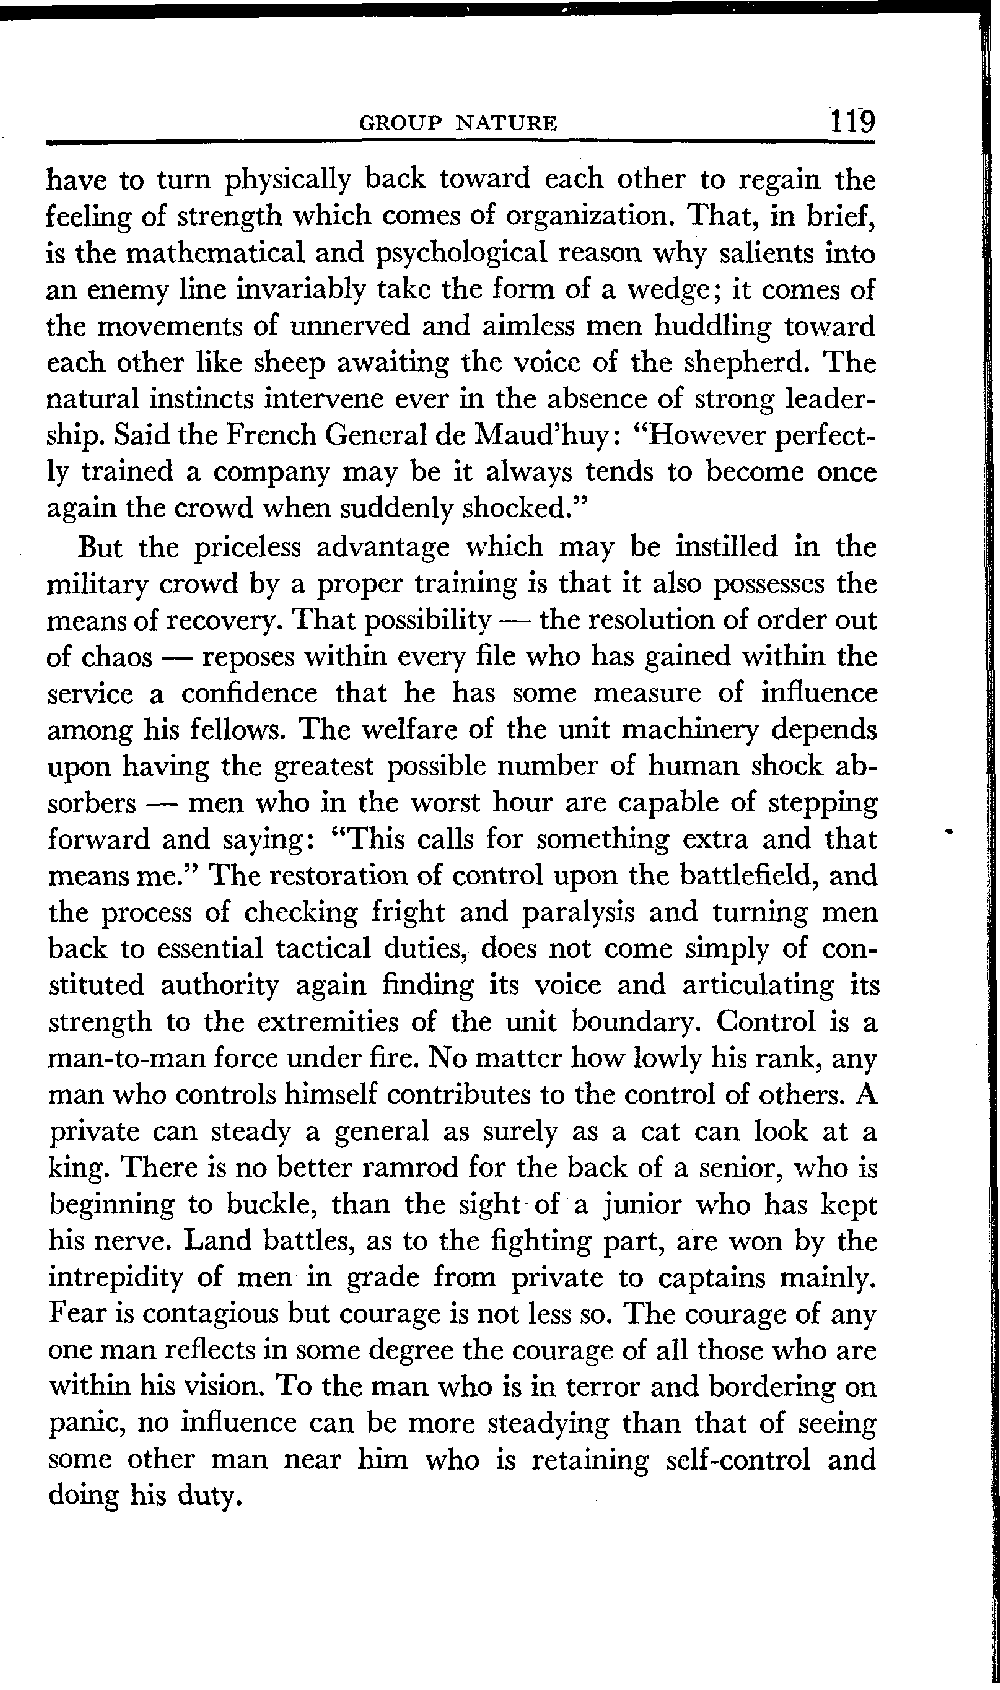 GROUP NATURE 119
have to turn physically back toward each other to regain the
feeling of strength which comes of organization. That, in brief,
is the mathematical and psychological reason why salients into
an enemy line invariably take the form of a wedge; it comes of
the movements of unnerved and aimless men huddling toward
each other like sheep awaiting the voice of the shepherd. The
natural instincts intervene ever in the absence of strong leader-
ship. Said the French General de Maud'huy: “However perfect-
ly trained a company may be it always tends to become once
again the crowd when suddenly shocked.”
But the priceless advantage which may be instilled in the
military crowd by a proper training is that it also possesses the
means of recovery. That possibility — the resolution of order out
of chaos — reposes within every file who has gained within the
service a confidence that he has some measure of influence
among his fellows. The welfare of the unit machinery depends
upon having the greatest possible number of human shock ab-
sorbers — men who in the worst hour are capable of stepping
forward and saying: “This calls for something extra and that
means me.” The restoration of control upon the battlefield, and
the process of checking fright and paralysis and turning men
back to essential tactical duties, does not come simply of con-
stituted authority again finding its voice and articulating its
strength to the extremities of the unit boundary. Control is a
man-to-man force under fire. No matter how lowly his rank, any
man who controls himself contributes to the control of others. A
private can steady a general as surely as a cat can look at a
king. There is no better ramrod for the back of a senior, who is
beginning to buckle, than the sight of a junior who has kept
his nerve. Land battles, as to the fighting part, are won by the
intrepidity of men in grade from private to captains mainly.
Fear is contagious but courage is not less so. The courage of any
one man reflects in some degree the courage of all those who are
within his vision. To the man who is in terror and bordering on
panic, no influence can be more steadying than that of seeing
some other man near him who is retaining self-control and
doing his duty.